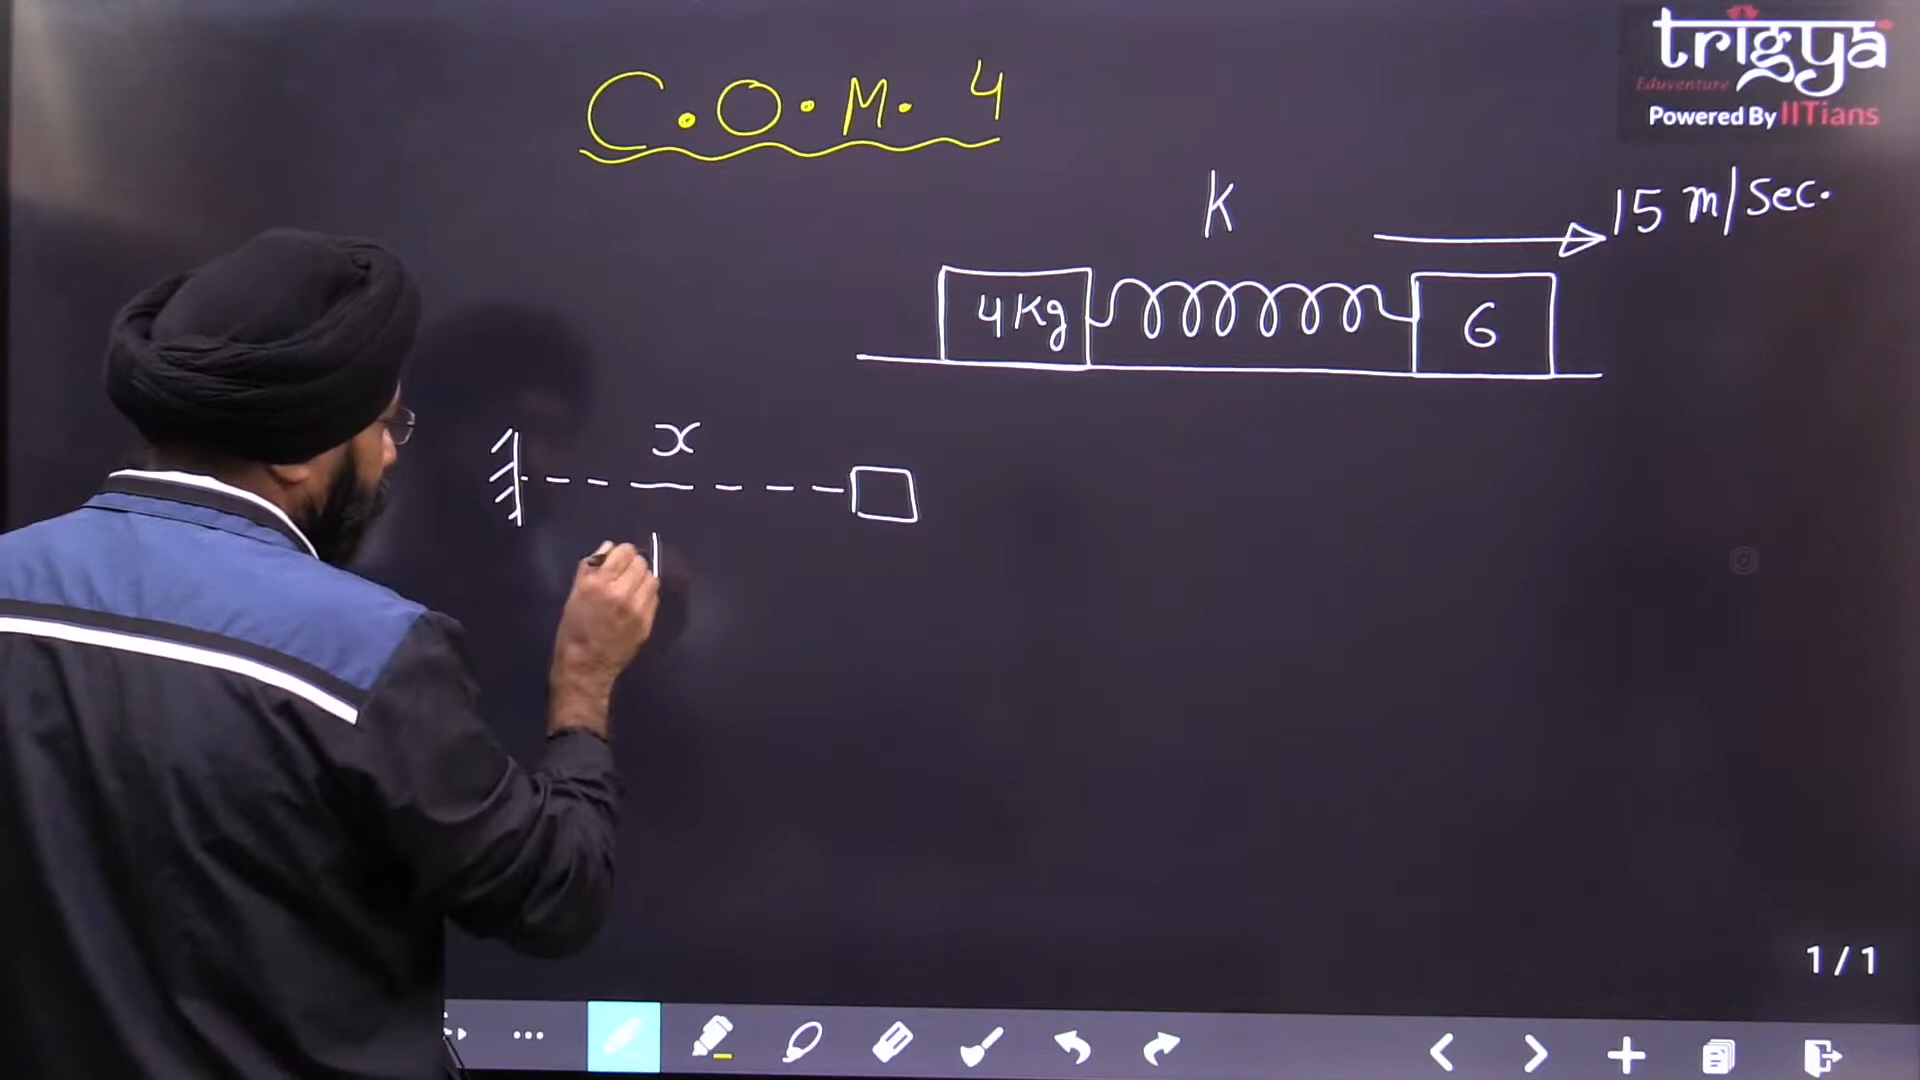 C.O.M. 4
trigya
Eduventure
Powered By IITians
K
15 m/Sec.
4Kg
6
x
1 / 1